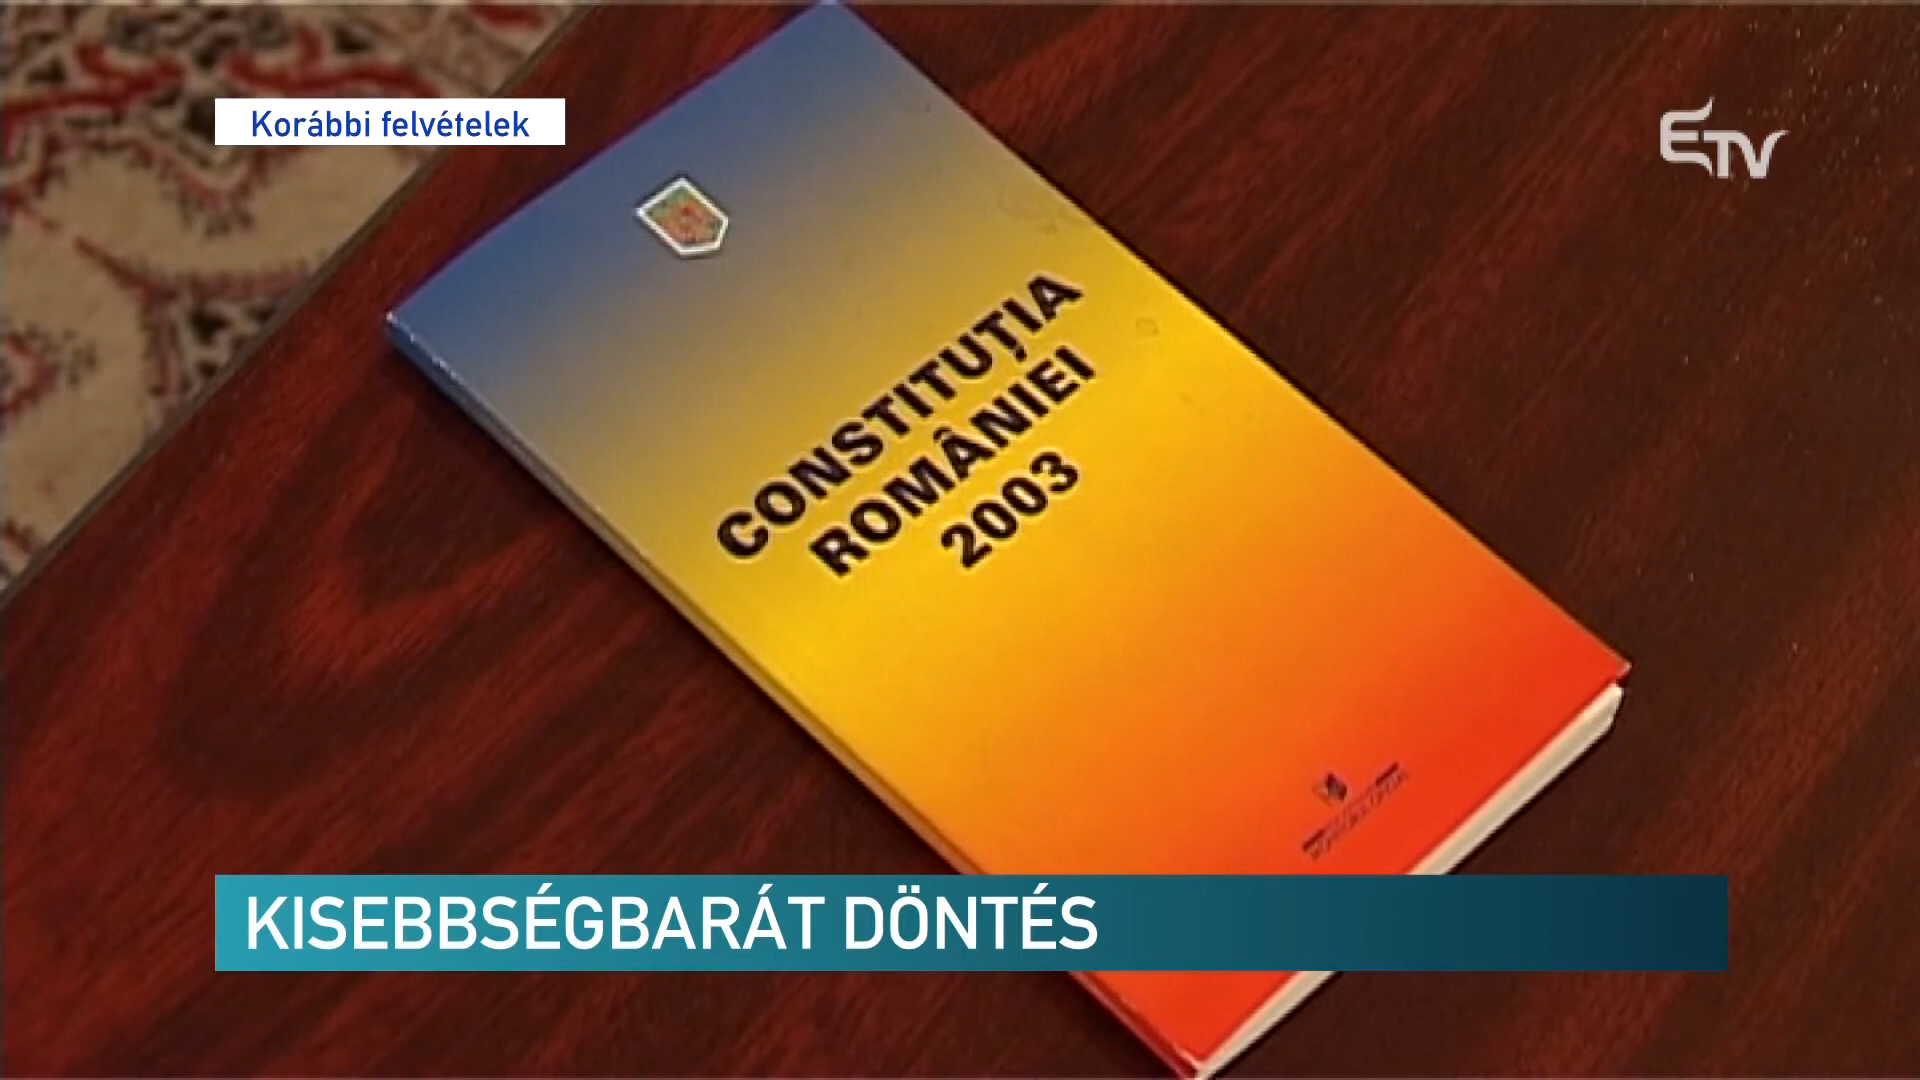 Korábbi felvételek
ETV
CONSTITUȚIA
ROMÂNIEI
2003
KISEBBSÉGBARÁT DÖNTÉS